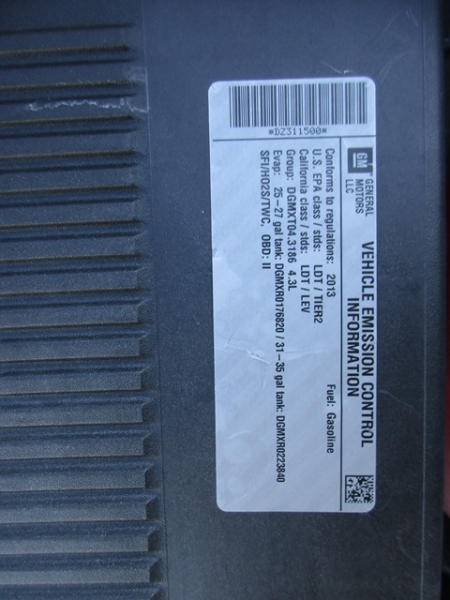 *DZ311500*
GM GENERAL MOTORS LLC
VEHICLE EMISSION CONTROL
INFORMATION
Conforms to regulations: 2013 Fuel: Gasoline
U.S. EPA class / stds: LDT / TIER2
California class / stds: LDT / LEV
Group: DGMXT04.3186 4.3L
Evap: 25-27 gal tank: DGMXR0176820 / 31-35 gal tank: DGMXR0223840
SFI/HO2S/TWC, OBD: II